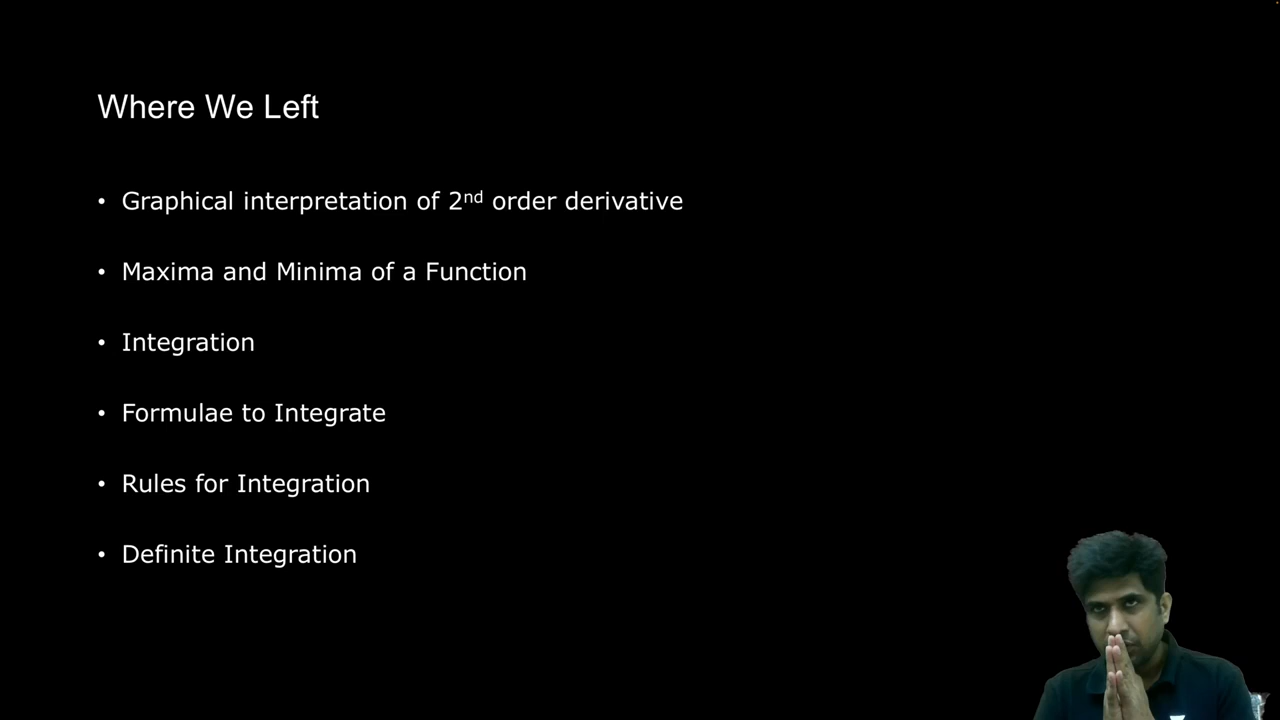 Where We Left
• Graphical interpretation of 2nd order derivative
• Maxima and Minima of a Function
• Integration
• Formulae to Integrate
• Rules for Integration
• Definite Integration